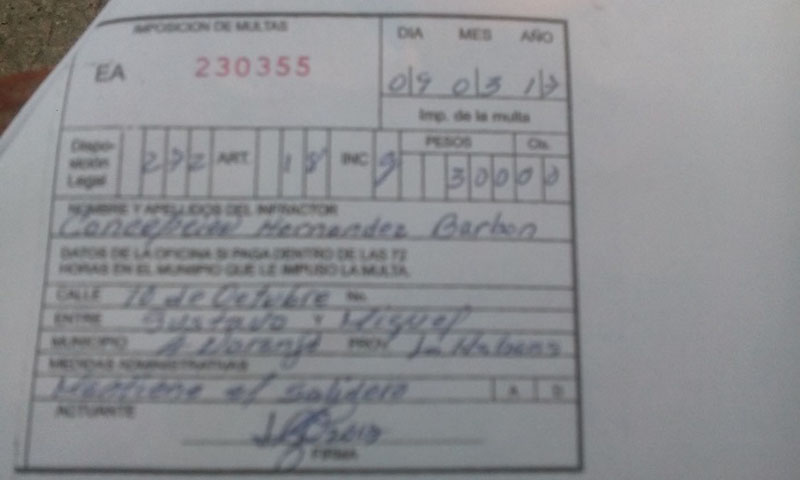 IMPOSICION DE MULTAS
DIA MES AÑO
EA 230355
09 03 17
Imp. de la multa
Dispo-
sición
Legal
272 ART. 18 INC 9
PESOS Cts.
300 00
NOMBRE Y APELLIDOS DEL INFRACTOR
Concepcion Hernandez Barbon
DATOS DE LA OFICINA SI PAGA DENTRO DE LAS 72
HORAS EN EL MUNICIPIO QUE LE IMPUSO LA MULTA
CALLE 10 de Octubre No.
ENTRE Gustavo Y Miguel
MUNICIPIO A Naranjo PROV. La Habana
MEDIDAS ADMINISTRATIVAS
Mantiene el salidero A D
ACTUANTE
FIRMA